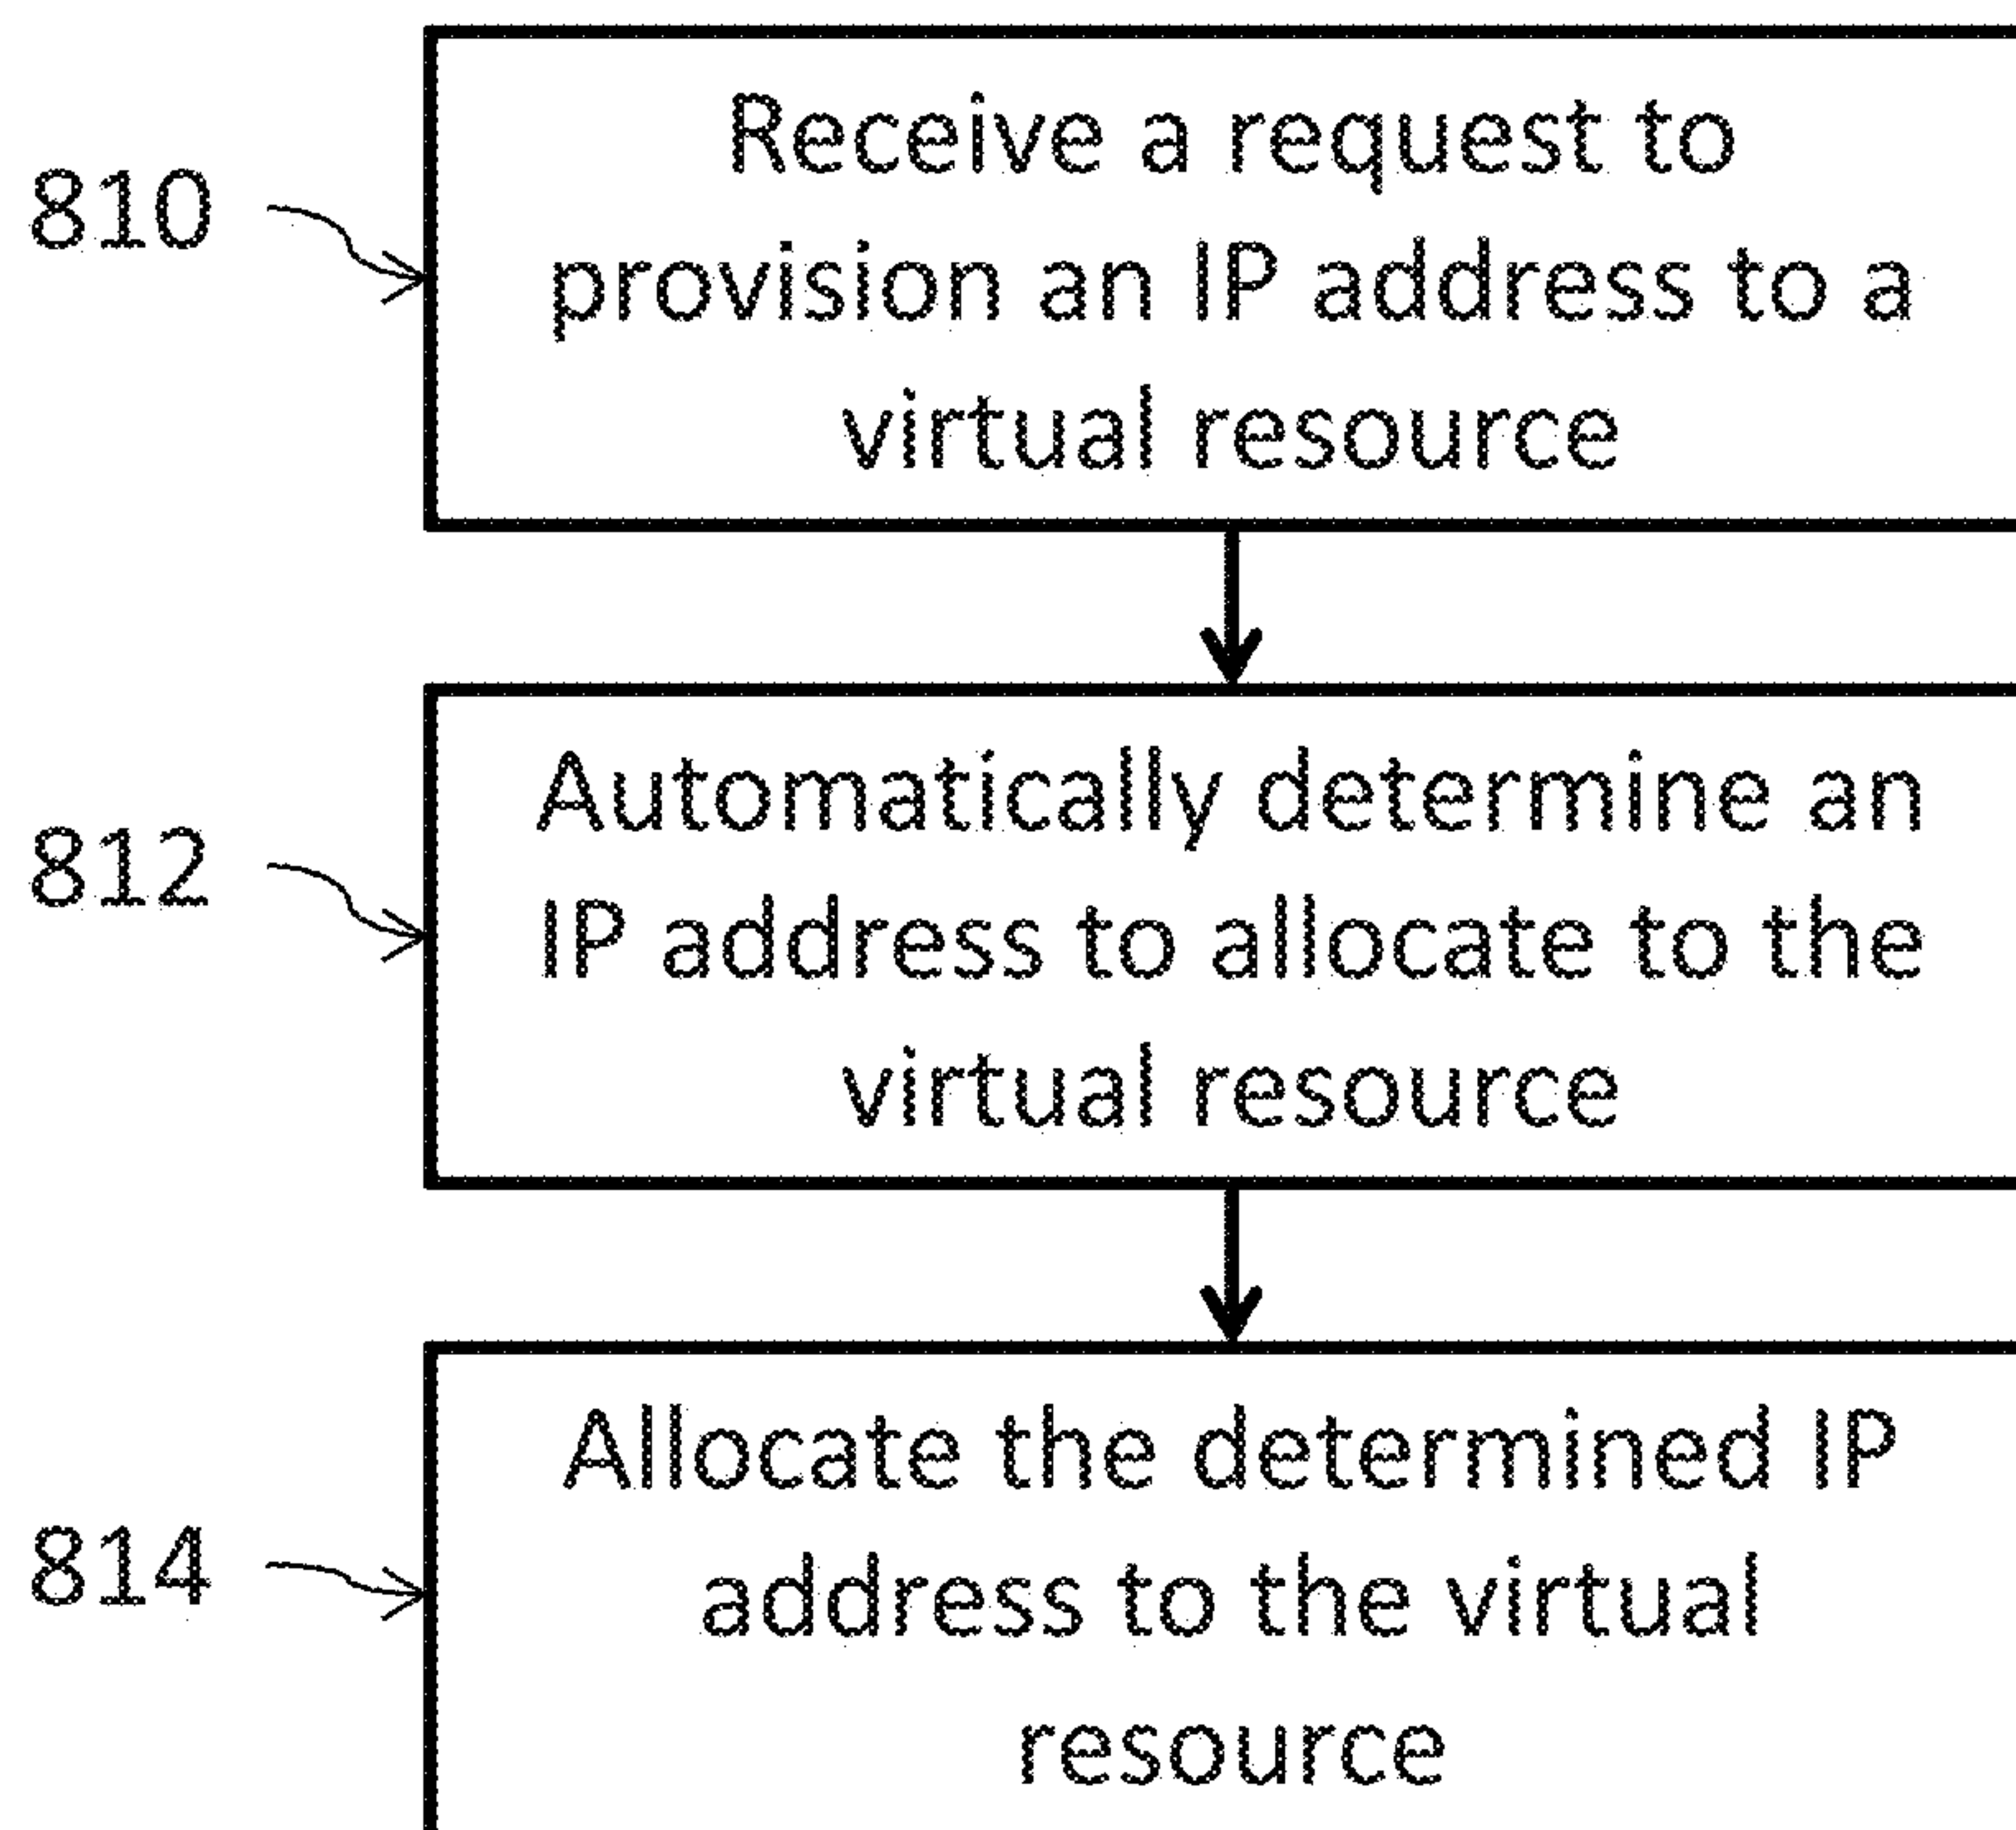 810
Receive a request to
provision an IP address to a
virtual resource
812
Automatically determine an
IP address to allocate to the
virtual resource
814
Allocate the determined IP
address to the virtual
resource